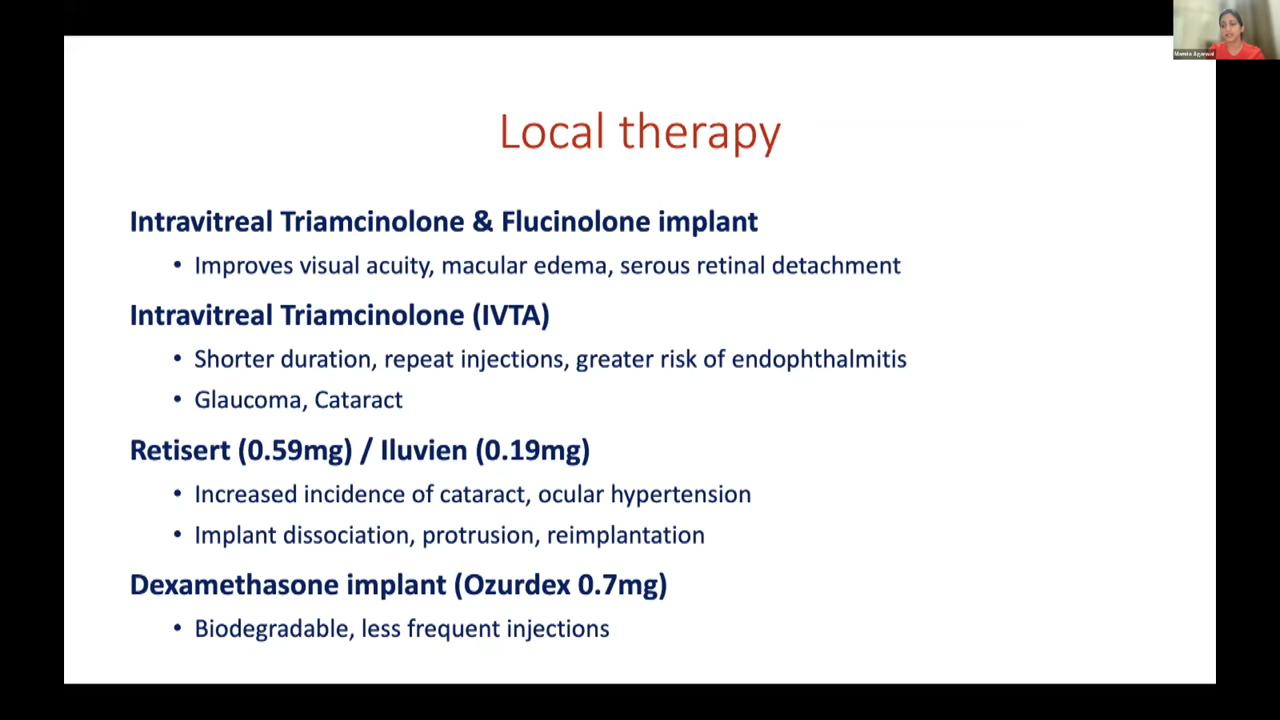 Mamta Agarwal
Local therapy
Intravitreal Triamcinolone & Flucinolone implant
• Improves visual acuity, macular edema, serous retinal detachment
Intravitreal Triamcinolone (IVTA)
• Shorter duration, repeat injections, greater risk of endophthalmitis
• Glaucoma, Cataract
Retisert (0.59mg) / Iluvien (0.19mg)
• Increased incidence of cataract, ocular hypertension
• Implant dissociation, protrusion, reimplantation
Dexamethasone implant (Ozurdex 0.7mg)
• Biodegradable, less frequent injections